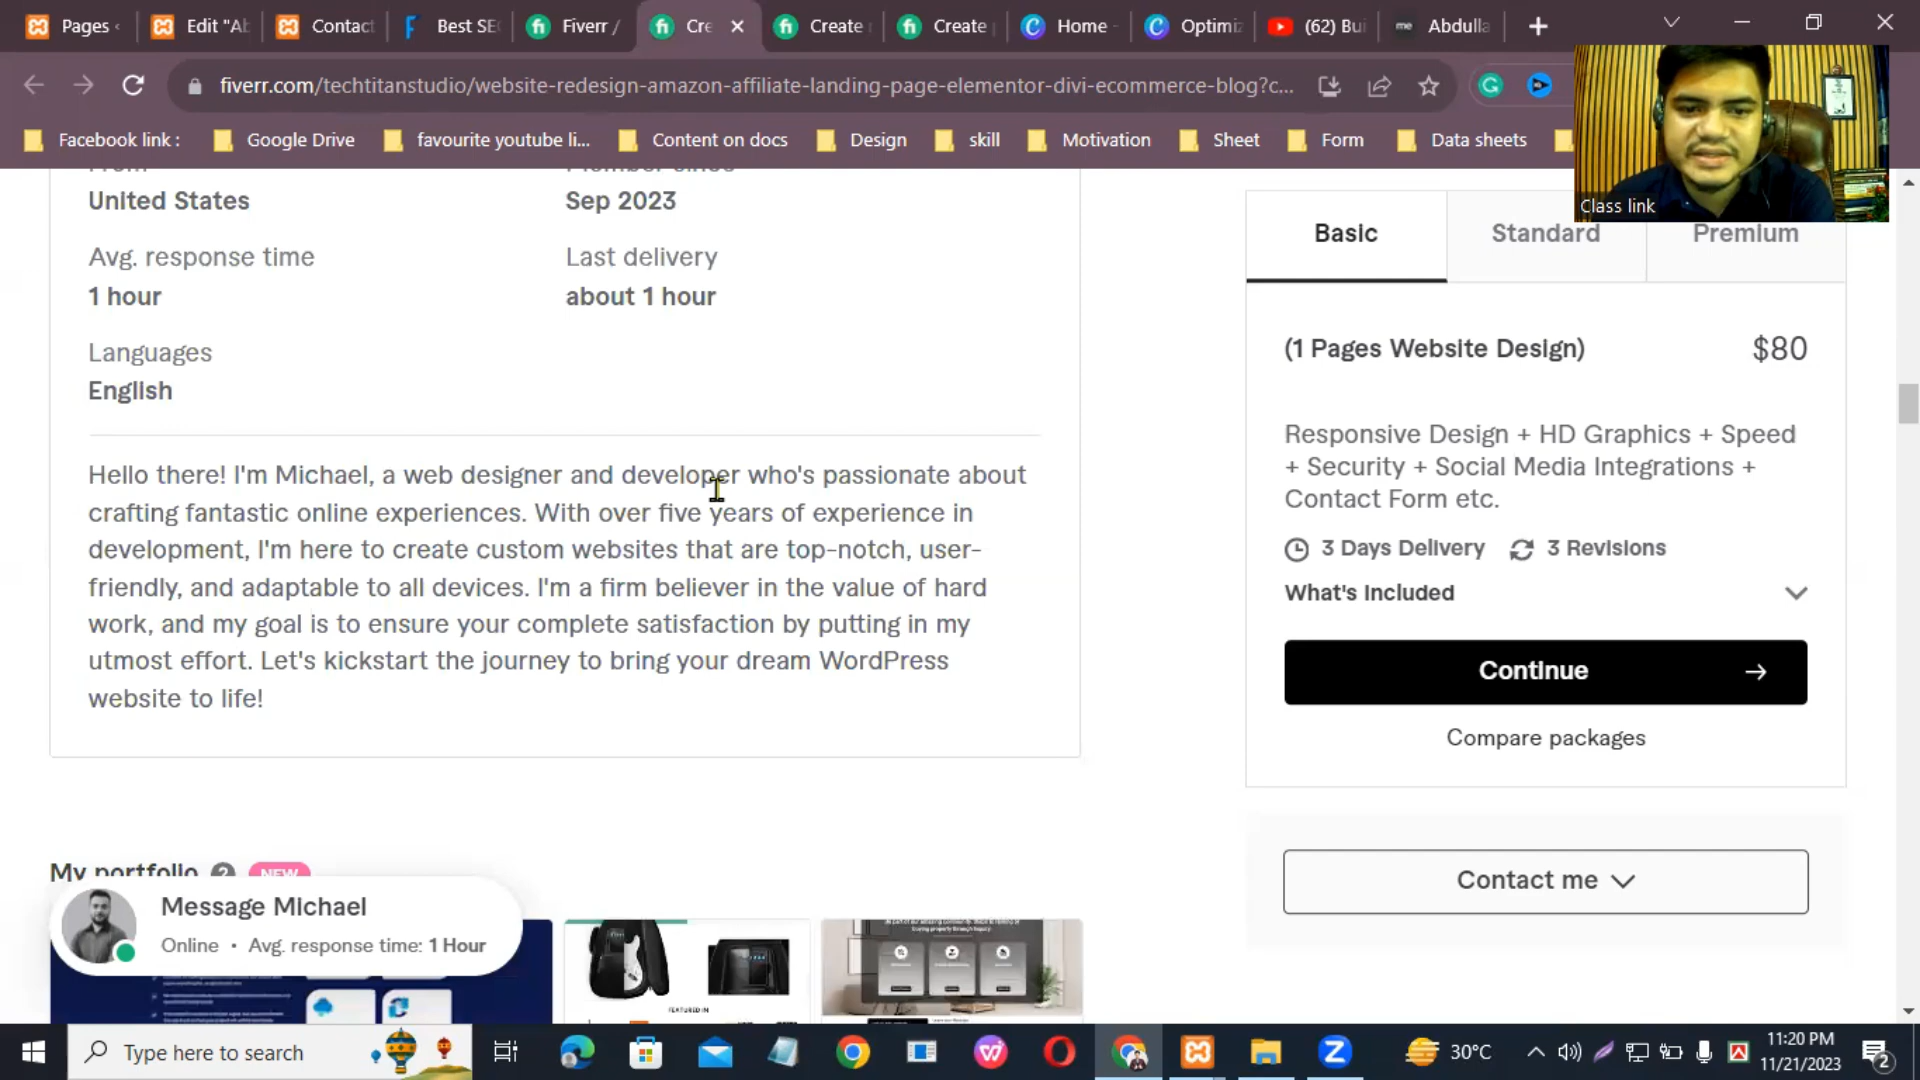 Pages
Edit "Ab
Contact
Best SE
Fiverr /
Cre
Create
Create
Home -
Optimiz
(62) Bui
me
Abdulla
fiverr.com/techtitanstudio/website-redesign-amazon-affiliate-landing-page-elementor-divi-ecommerce-blog?c...
Facebook link :
Google Drive
favourite youtube li...
Content on docs
Design
skill
Motivation
Sheet
Form
Data sheets
Class link
United States
Sep 2023
Avg. response time
Last delivery
1 hour
about 1 hour
Languages
English
Hello there! I'm Michael, a web designer and developer who's passionate about
crafting fantastic online experiences. With over five years of experience in
development, I'm here to create custom websites that are top-notch, user-
friendly, and adaptable to all devices. I'm a firm believer in the value of hard
work, and my goal is to ensure your complete satisfaction by putting in my
utmost effort. Let's kickstart the journey to bring your dream WordPress
website to life!
My portfolio
NEW
Message Michael
Online • Avg. response time: 1 Hour
FEATURED IN
Basic
Standard
Premium
(1 Pages Website Design)
$80
Responsive Design + HD Graphics + Speed
+ Security + Social Media Integrations +
Contact Form etc.
3 Days Delivery
3 Revisions
What's Included
Continue
Compare packages
Contact me
Type here to search
30°C
11:20 PM
11/21/2023
2